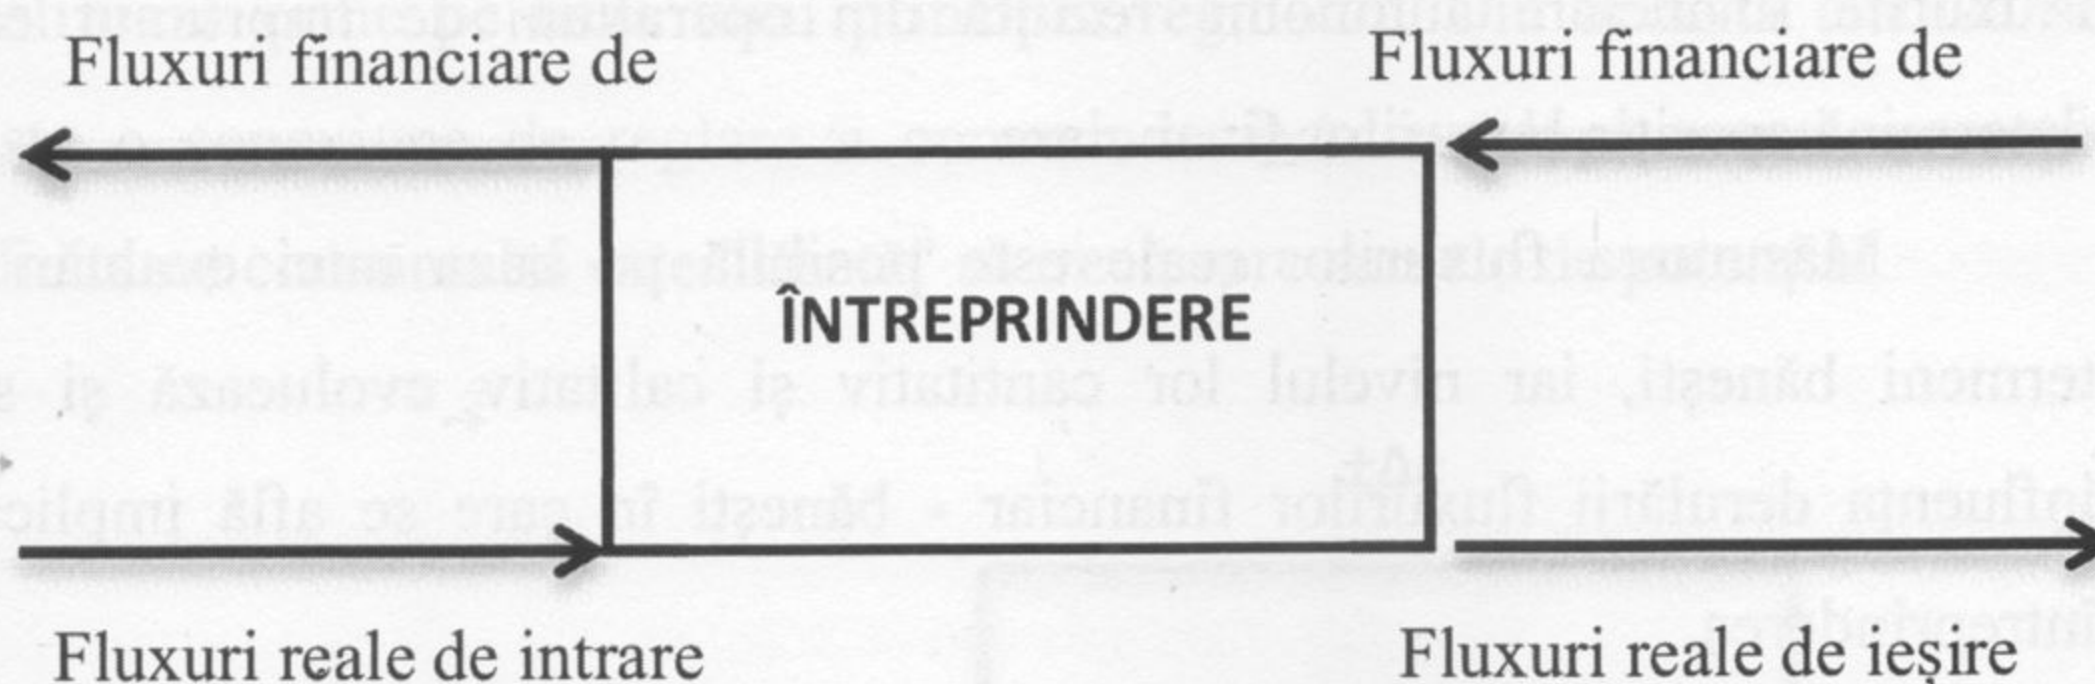 Fluxuri financiare de
Fluxuri financiare de
ÎNTREPRINDERE
Fluxuri reale de intrare
Fluxuri reale de ieșire